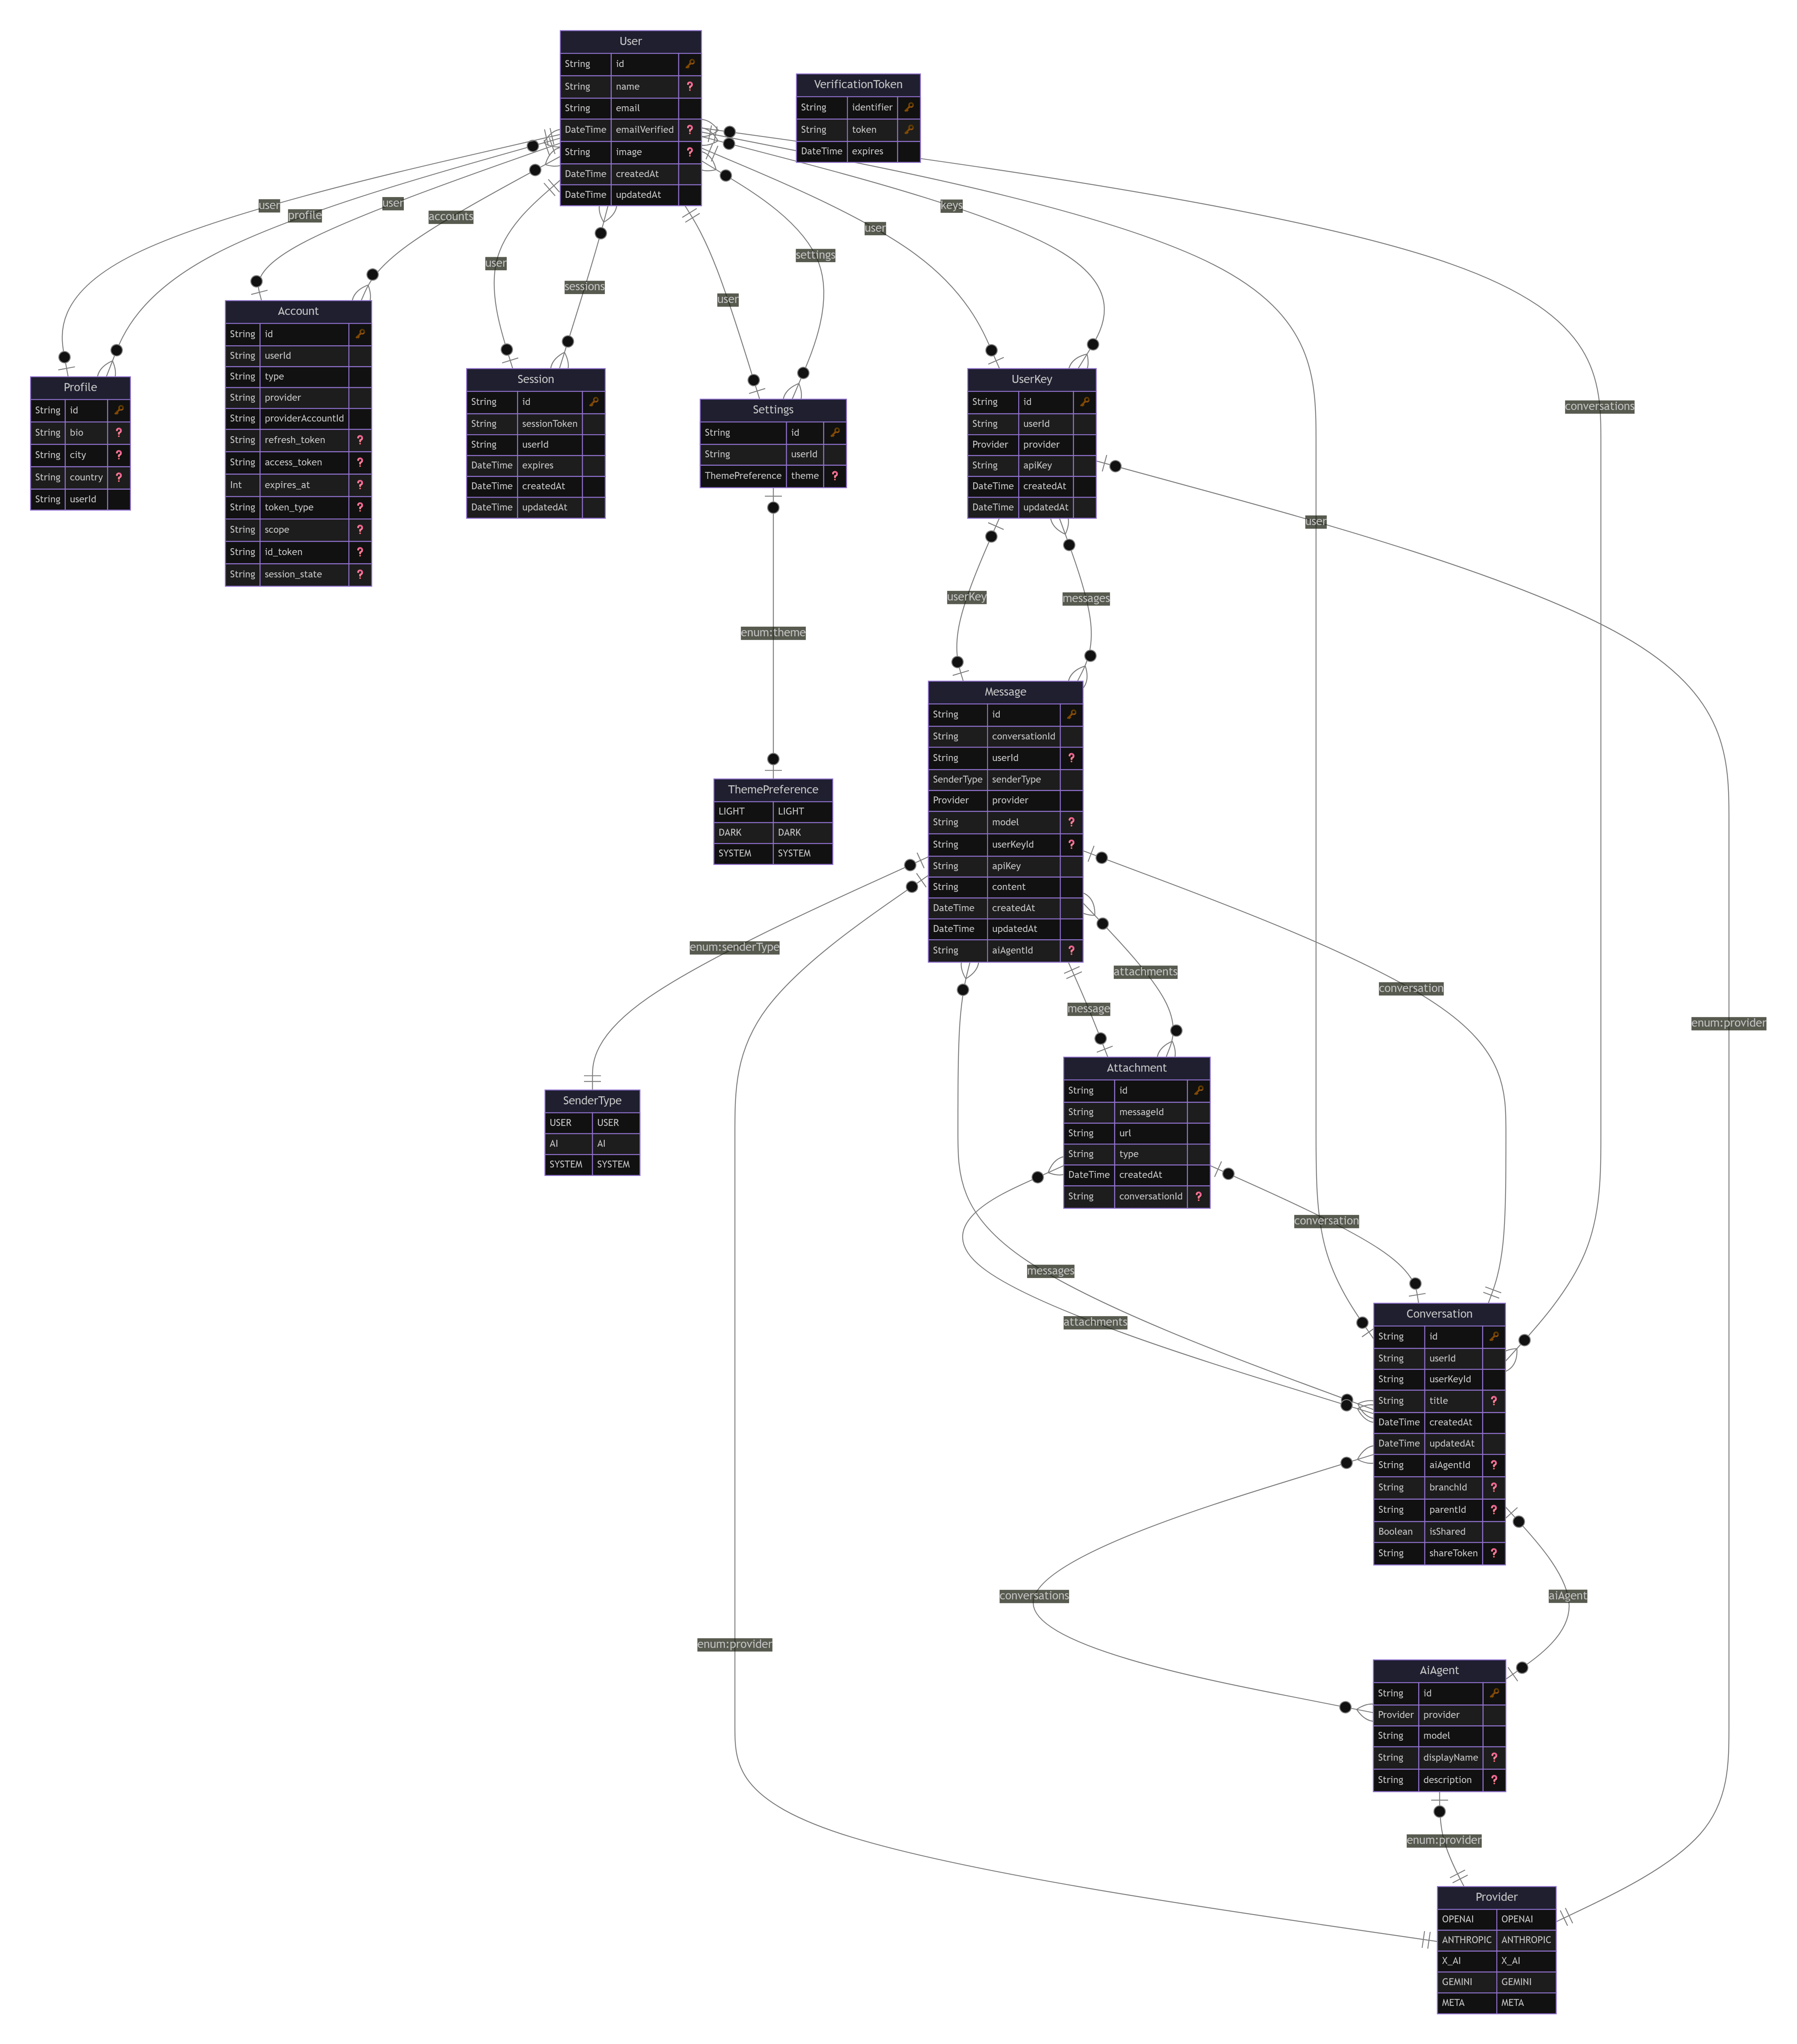 User
String id
String name ?
String email
DateTime emailVerified ?
String image ?
DateTime createdAt
DateTime updatedAt
VerificationToken
String identifier
String token
DateTime expires
user
profile
user
accounts
user
sessions
user
settings
user
keys
user
conversations
Profile
String id
String bio ?
String city ?
String country ?
String userId
Account
String id
String userId
String type
String provider
String providerAccountId
String refresh_token ?
String access_token ?
Int expires_at ?
String token_type ?
String scope ?
String id_token ?
String session_state ?
Session
String id
String sessionToken
String userId
DateTime expires
DateTime createdAt
DateTime updatedAt
Settings
String id
String userId
ThemePreference theme ?
UserKey
String id
String userId
Provider provider
String apiKey
DateTime createdAt
DateTime updatedAt
enum:theme
userKey
messages
ThemePreference
LIGHT LIGHT
DARK DARK
SYSTEM SYSTEM
Message
String id
String conversationId
String userId ?
SenderType senderType
Provider provider
String model ?
String userKeyId ?
String apiKey
String content
DateTime createdAt
DateTime updatedAt
String aiAgentId ?
enum:senderType
message
attachments
conversation
enum:provider
SenderType
USER USER
AI AI
SYSTEM SYSTEM
Attachment
String id
String messageId
String url
String type
DateTime createdAt
String conversationId ?
conversation
messages
attachments
Conversation
String id
String userId
String userKeyId
String title ?
DateTime createdAt
DateTime updatedAt
String aiAgentId ?
String branchId ?
String parentId ?
Boolean isShared
String shareToken ?
conversations
aiAgent
enum:provider
AiAgent
String id
Provider provider
String model
String displayName ?
String description ?
enum:provider
Provider
OPENAI OPENAI
ANTHROPIC ANTHROPIC
X_AI X_AI
GEMINI GEMINI
META META